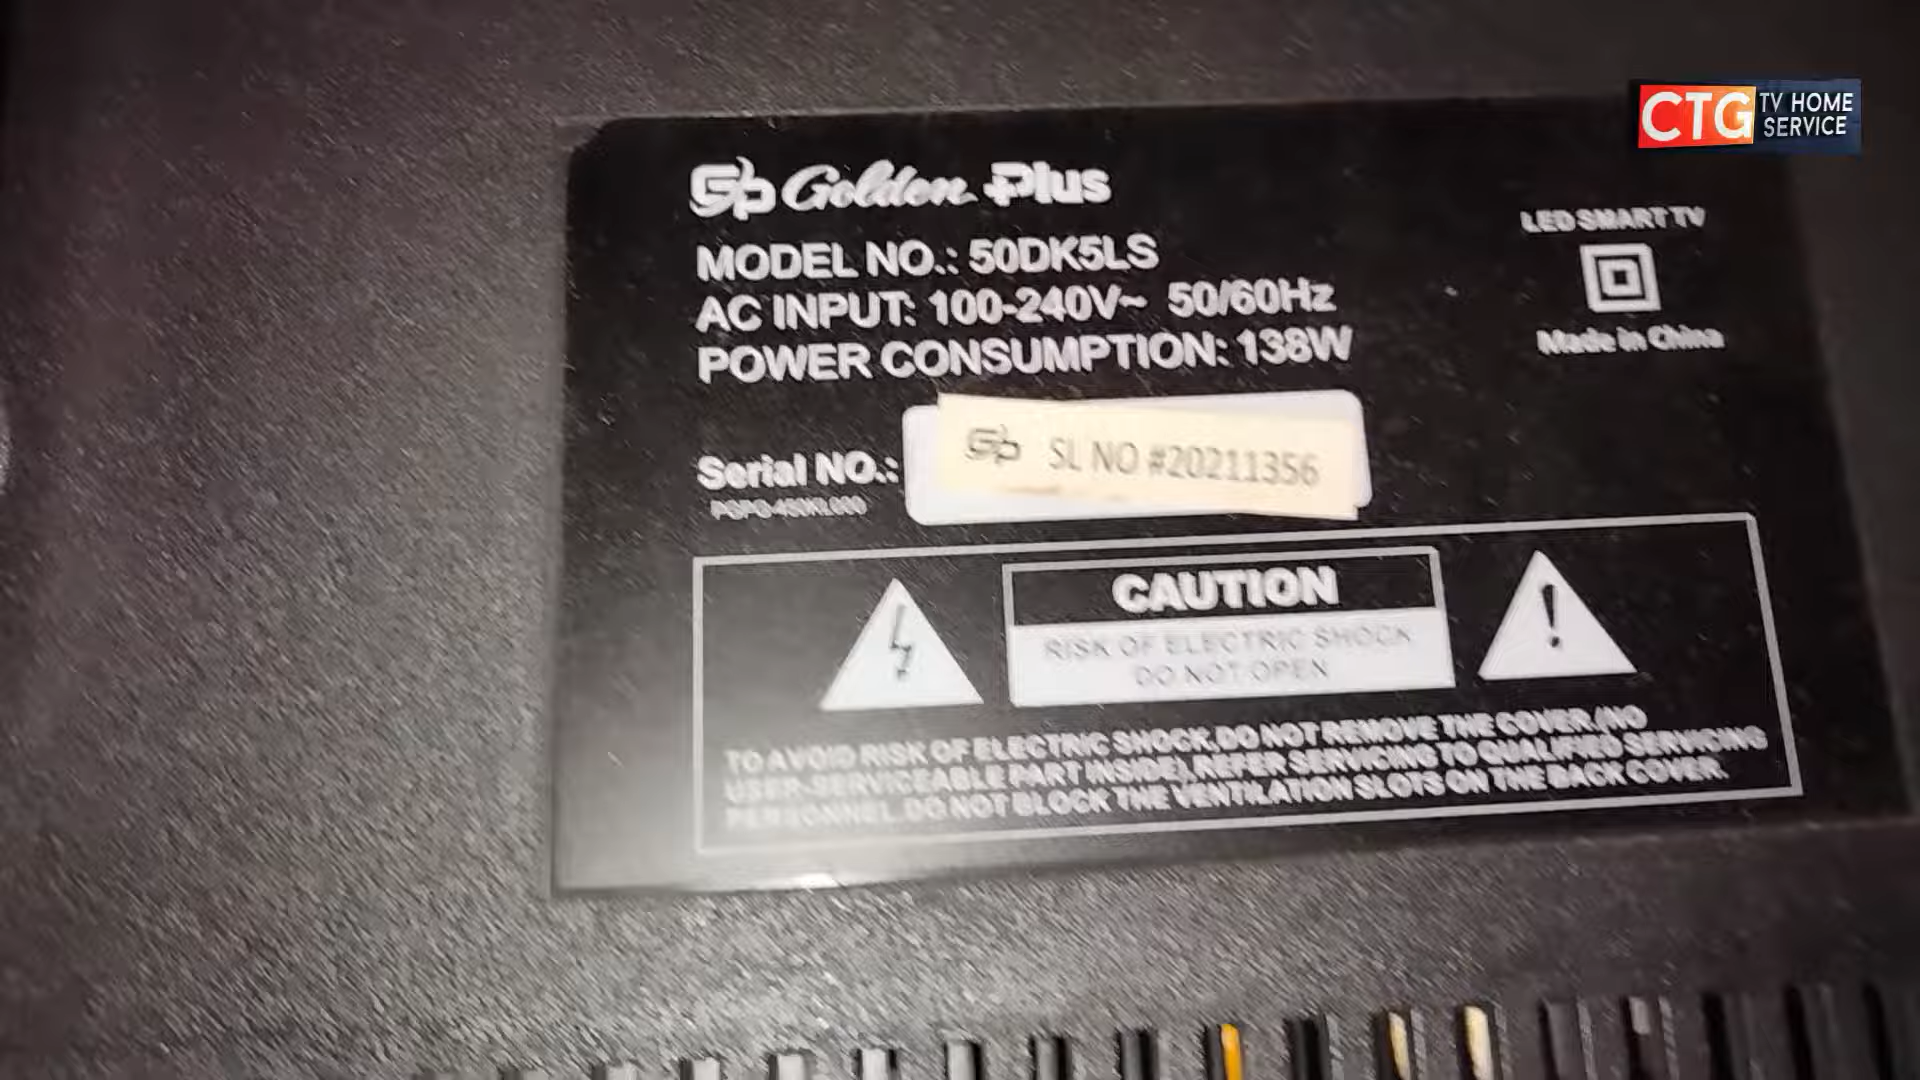 CTG TV HOME SERVICE
Gp Golden Plus
MODEL NO.: 50DK5LS
AC INPUT: 100-240V~ 50/60Hz
POWER CONSUMPTION: 138W
LED SMART TV
Made in China
Serial NO.:
Gp SL NO #20211356
CAUTION
RISK OF ELECTRIC SHOCK
DO NOT OPEN
TO AVOID RISK OF ELECTRIC SHOCK,DO NOT REMOVE THE COVER.(NO
USER-SERVICEABLE PART INSIDE),REFER SERVICING TO QUALIFIED SERVICING
PERSONNEL.DO NOT BLOCK THE VENTILATION SLOTS ON THE BACK COVER.